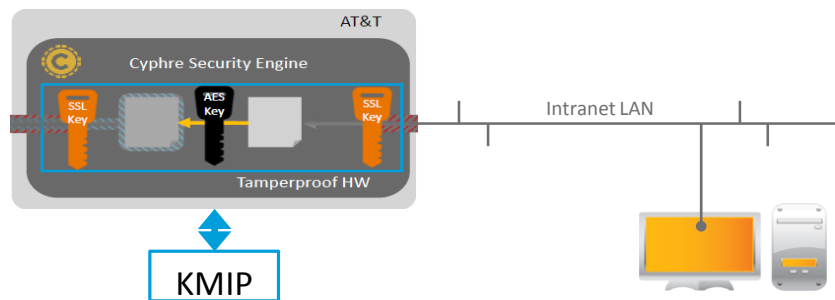 AT&T
C
Cyphre Security Engine
SSL
Key
AES
Key
SSL
Key
Tamperproof HW
Intranet LAN
KMIP